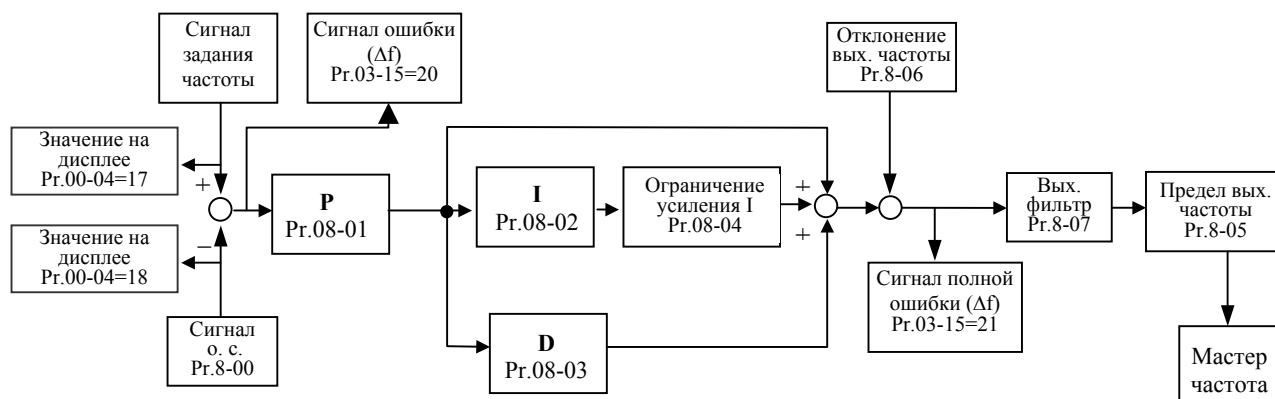 Сигнал
задания
частоты
Сигнал ошибки
(Δf)
Pr.03-15=20
Отклонение
вых. частоты
Pr.8-06
Значение на
дисплее
Pr.00-04=17
+
P
Pr.08-01
I
Pr.08-02
Ограничение
усиления I
Pr.08-04
+
+
Вых.
фильтр
Pr.8-07
Предел вых.
частоты
Pr.8-05
−
Значение на
дисплее
Pr.00-04=18
Сигнал
о. с.
Pr.8-00
D
Pr.08-03
Сигнал полной
ошибки (Δf)
Pr.03-15=21
Мастер
частота